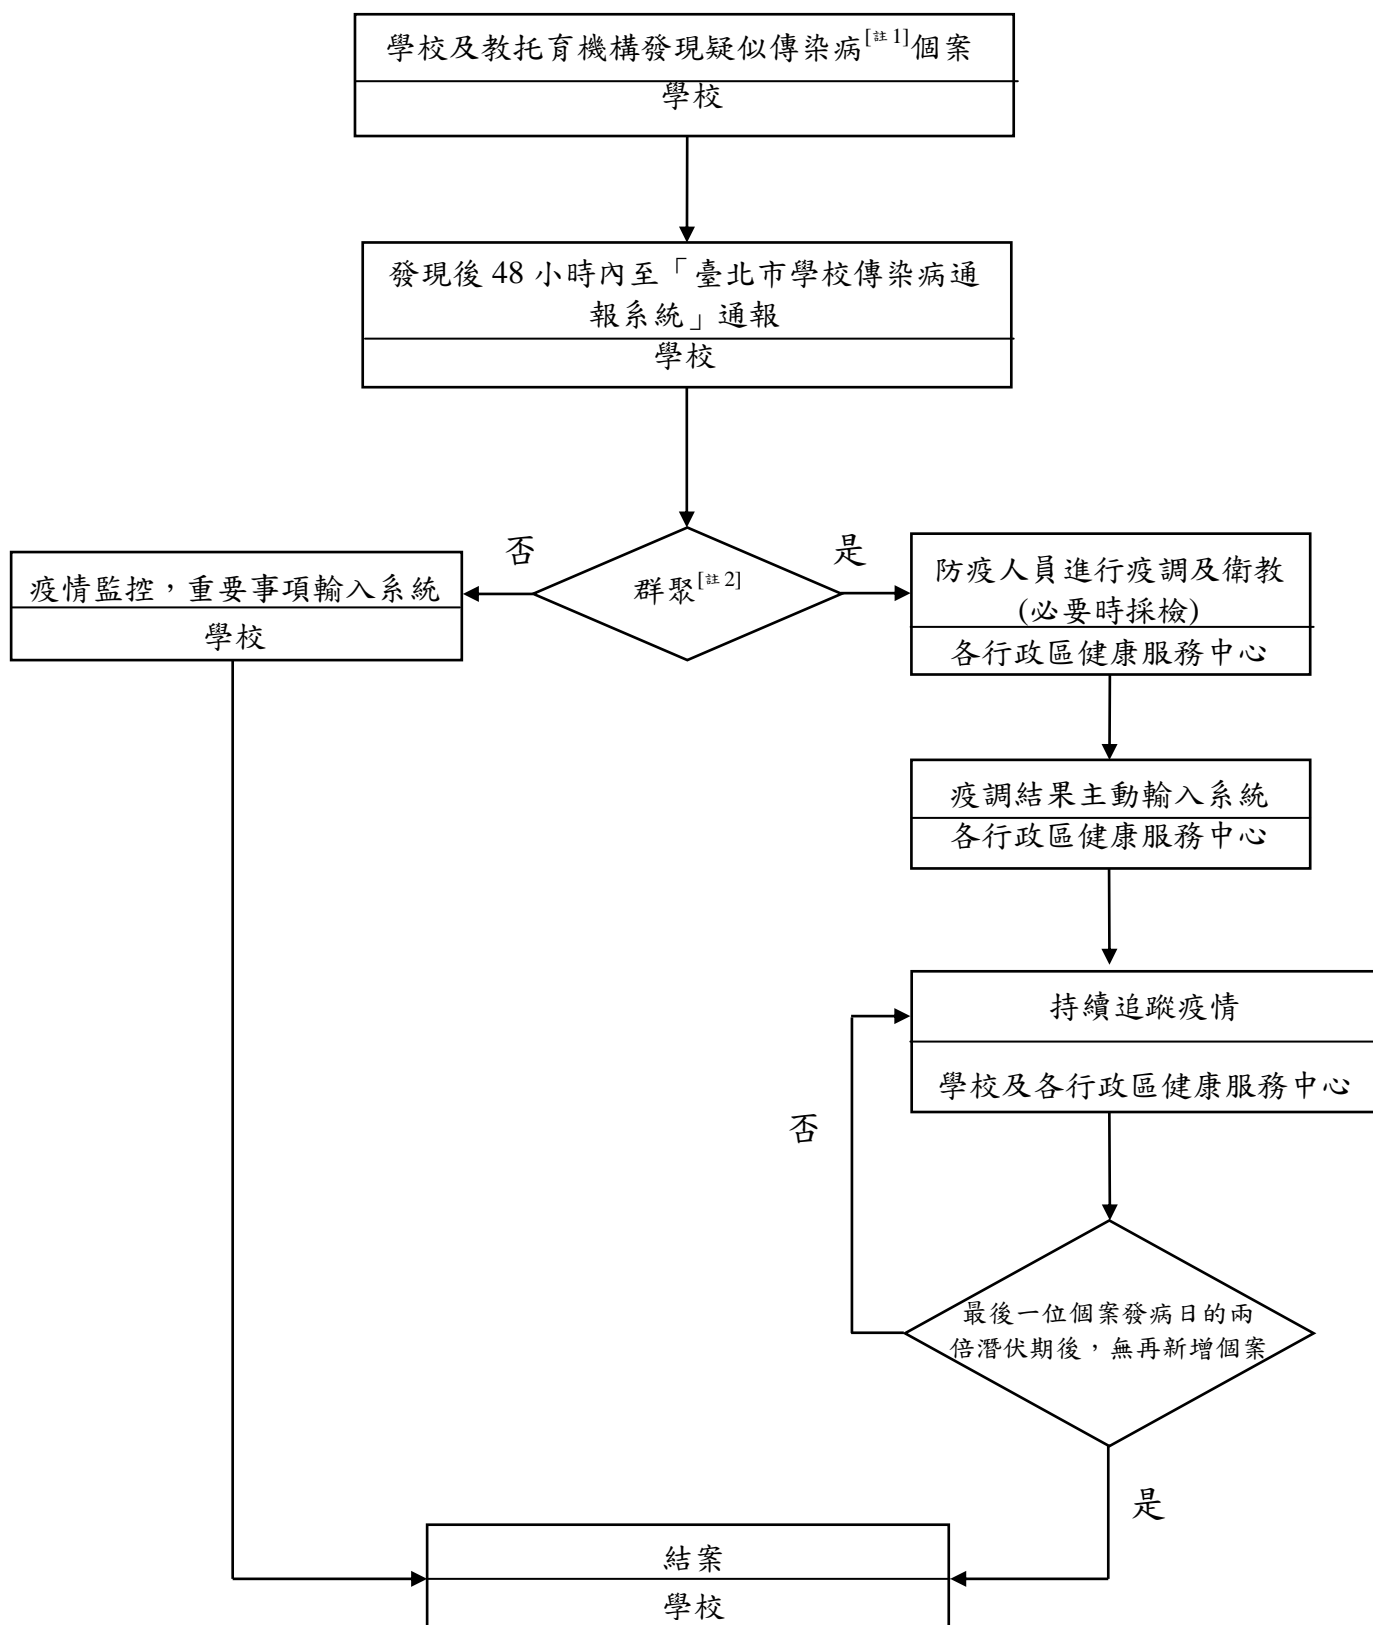 學校及教托育機構發現疑似傳染病[註1]個案
學校
發現後 48 小時內至「臺北市學校傳染病通
報系統」通報
學校
否
是
群聚[註2]
疫情監控，重要事項輸入系統
學校
防疫人員進行疫調及衛教
(必要時採檢)
各行政區健康服務中心
疫調結果主動輸入系統
各行政區健康服務中心
持續追蹤疫情
學校及各行政區健康服務中心
否
最後一位個案發病日的兩
倍潛伏期後，無再新增個案
是
結案
學校